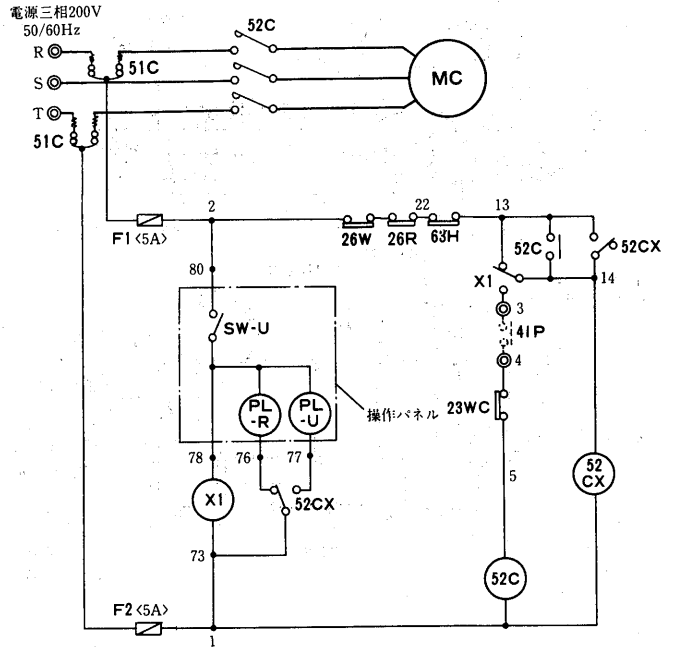 電源三相200V
50/60Hz
52C
R
51C
S
MC
T
51C
2
22
13
F1<5A>
26W
26R
63H
52C
52CX
80
X1
14
SW-U
3
41P
4
PL
-R
PL
-U
操作パネル
23WC
78
76
77
5
52
CX
X1
52CX
73
52C
F2<5A>
1